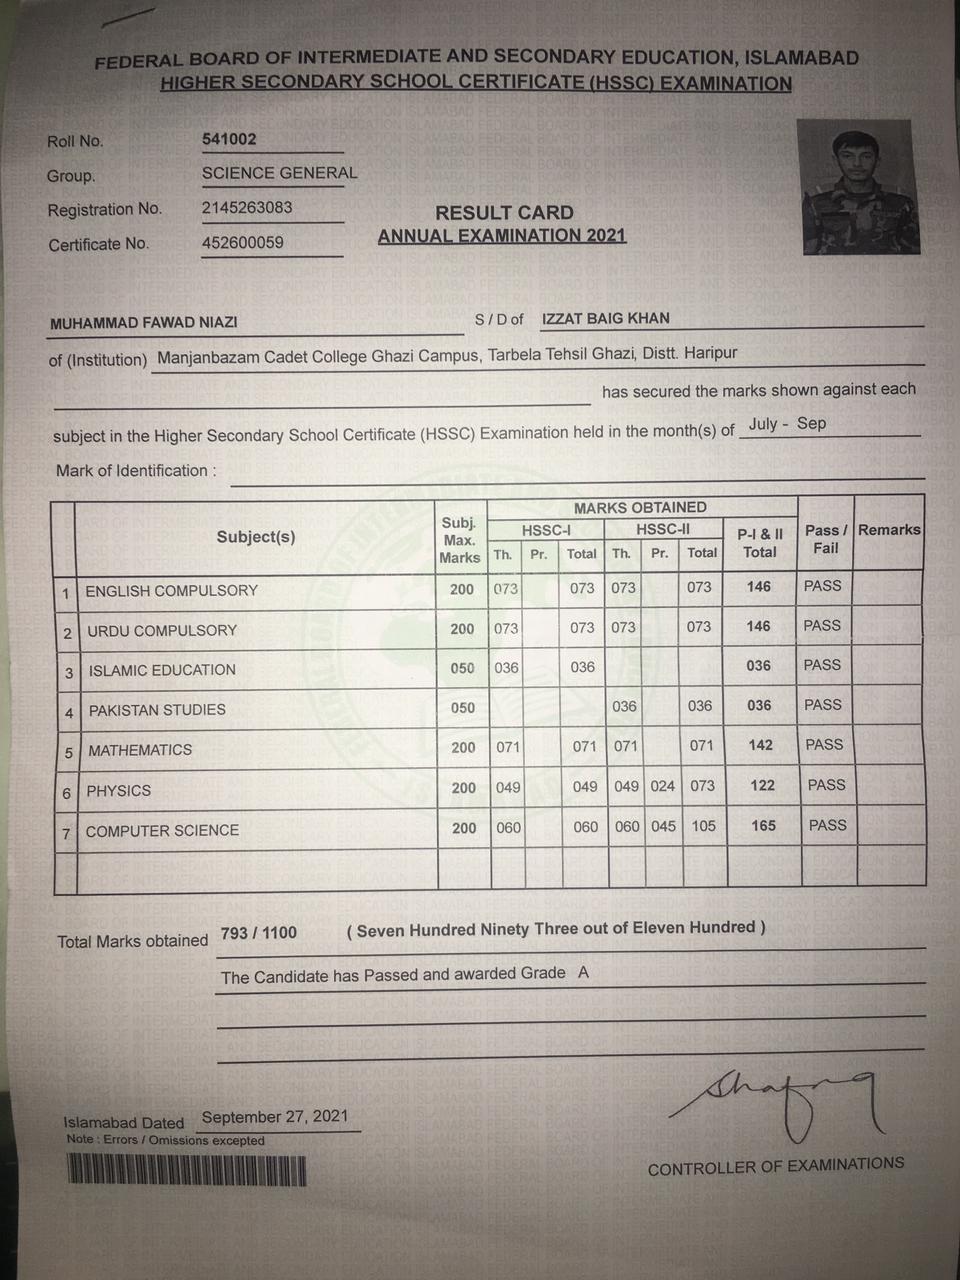 FEDERAL BOARD OF INTERMEDIATE AND SECONDARY EDUCATION, ISLAMABAD
HIGHER SECONDARY SCHOOL CERTIFICATE (HSSC) EXAMINATION
Roll No. 541002
Group. SCIENCE GENERAL
Registration No. 2145263083
Certificate No. 452600059
RESULT CARD
ANNUAL EXAMINATION 2021
MUHAMMAD FAWAD NIAZI S / D of IZZAT BAIG KHAN
of (Institution) Manjanbazam Cadet College Ghazi Campus, Tarbela Tehsil Ghazi, Distt. Haripur
has secured the marks shown against each
subject in the Higher Secondary School Certificate (HSSC) Examination held in the month(s) of July - Sep
Mark of Identification :
Subject(s) Subj. Max. Marks MARKS OBTAINED Pass / Fail Remarks
HSSC-I HSSC-II P-I & II Total
Th. Pr. Total Th. Pr. Total
1 ENGLISH COMPULSORY 200 073 073 073 073 146 PASS
2 URDU COMPULSORY 200 073 073 073 073 146 PASS
3 ISLAMIC EDUCATION 050 036 036 036 PASS
4 PAKISTAN STUDIES 050 036 036 036 PASS
5 MATHEMATICS 200 071 071 071 071 142 PASS
6 PHYSICS 200 049 049 049 024 073 122 PASS
7 COMPUTER SCIENCE 200 060 060 060 045 105 165 PASS
Total Marks obtained 793 / 1100 ( Seven Hundred Ninety Three out of Eleven Hundred )
The Candidate has Passed and awarded Grade A
Islamabad Dated September 27, 2021
Note : Errors / Omissions excepted
CONTROLLER OF EXAMINATIONS